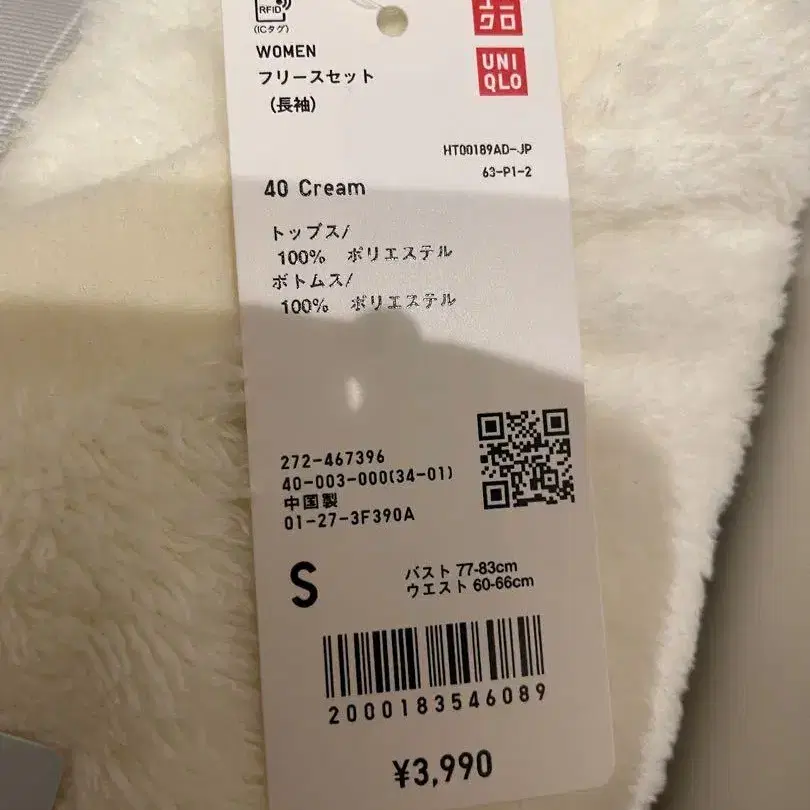 RFID
(ICタグ)
ユニ
クロ
WOMEN
UNI
QLO
フリースセット
(長袖)
HT00189AD-JP
63-P1-2
40 Cream
トップス/
100% ポリエステル
ボトムス/
100% ポリエステル
272-467396
40-003-000(34-01)
中国製
01-27-3F390A
S
バスト 77-83cm
ウエスト 60-66cm
2000183546089
¥3,990